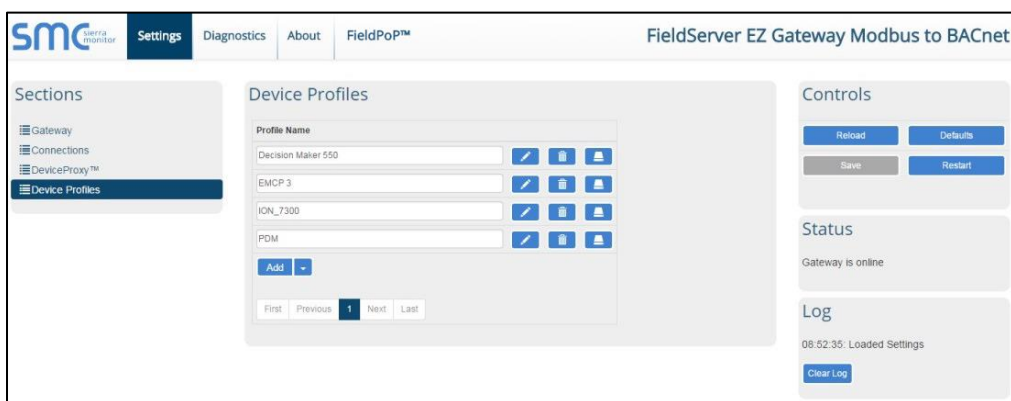 SMC sierra monitor
Settings Diagnostics About FieldPoP™
FieldServer EZ Gateway Modbus to BACnet
Sections
Gateway
Connections
DeviceProxy™
Device Profiles
Device Profiles
Profile Name
Decision Maker 550
EMCP 3
ION_7300
PDM
Add
First Previous 1 Next Last
Controls
Reload Defaults
Save Restart
Status
Gateway is online
Log
08:52:35: Loaded Settings
Clear Log